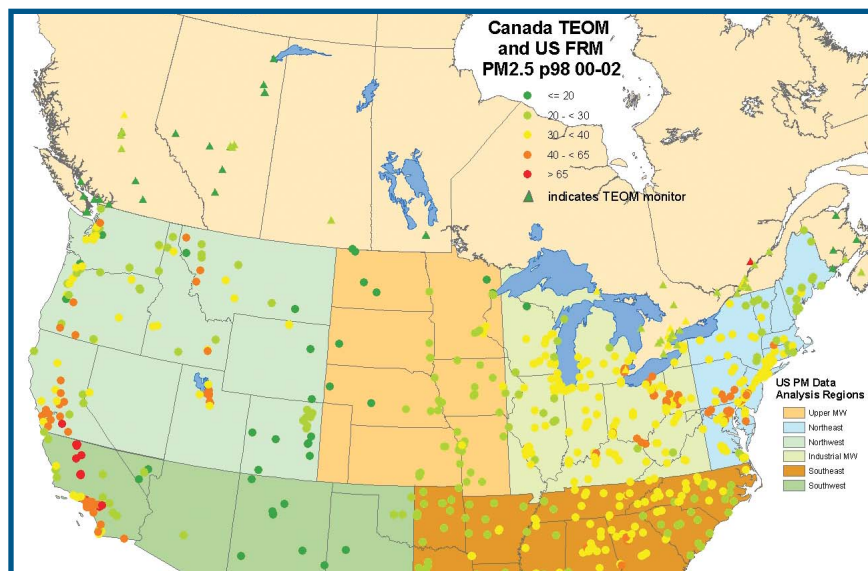 Canada TEOM
and US FRM
PM2.5 p98 00-02
<= 20
20 - < 30
30 - < 40
40 - < 65
> 65
indicates TEOM monitor
US PM Data
Analysis Regions
Upper MW
Northeast
Northwest
Industrial MW
Southeast
Southwest